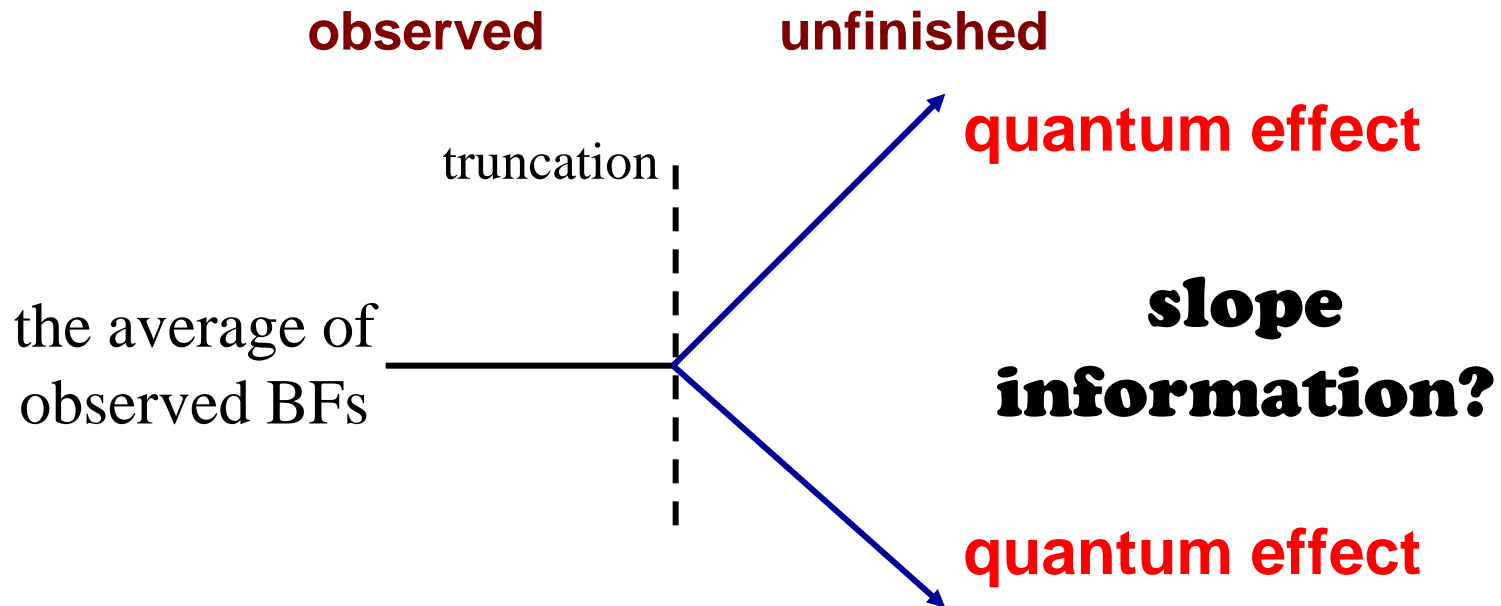 observed
unfinished
quantum effect
truncation
slope
the average of
information?
observed BFs
quantum effect